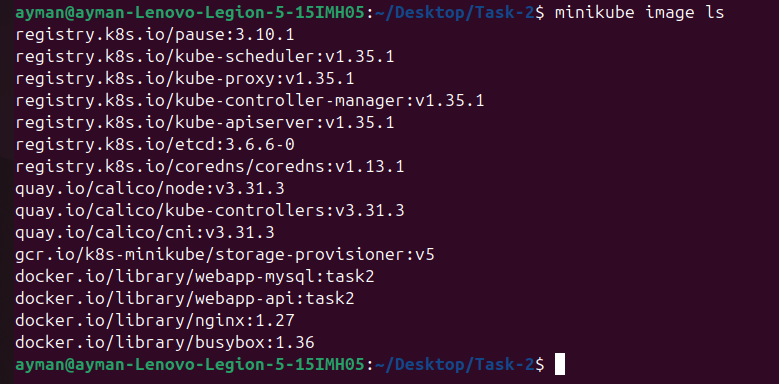 ayman@ayman-Lenovo-Legion-5-15IMH05:~/Desktop/Task-2$ minikube image ls
registry.k8s.io/pause:3.10.1
registry.k8s.io/kube-scheduler:v1.35.1
registry.k8s.io/kube-proxy:v1.35.1
registry.k8s.io/kube-controller-manager:v1.35.1
registry.k8s.io/kube-apiserver:v1.35.1
registry.k8s.io/etcd:3.6.6-0
registry.k8s.io/coredns/coredns:v1.13.1
quay.io/calico/node:v3.31.3
quay.io/calico/kube-controllers:v3.31.3
quay.io/calico/cni:v3.31.3
gcr.io/k8s-minikube/storage-provisioner:v5
docker.io/library/webapp-mysql:task2
docker.io/library/webapp-api:task2
docker.io/library/nginx:1.27
docker.io/library/busybox:1.36
ayman@ayman-Lenovo-Legion-5-15IMH05:~/Desktop/Task-2$